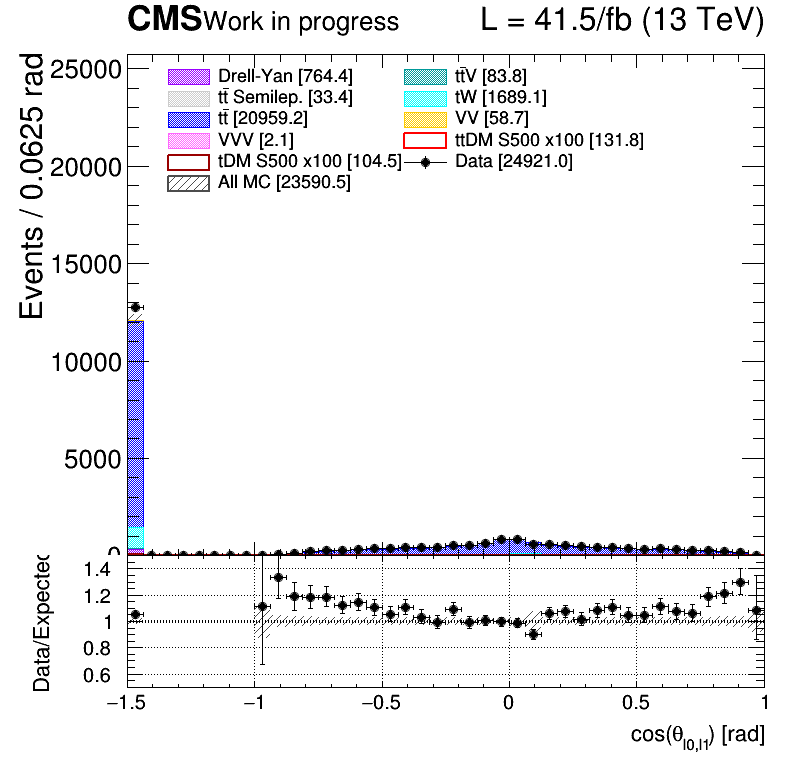 CMS Work in progress L = 41.5/fb (13 TeV)
Events / 0.0625 rad
25000
20000
15000
10000
5000
0
Drell-Yan [764.4]
tt̄V [83.8]
tt̄ Semilep. [33.4]
tW [1689.1]
tt̄ [20959.2]
VV [58.7]
VVV [2.1]
ttDM S500 x100 [131.8]
tDM S500 x100 [104.5]
Data [24921.0]
All MC [23590.5]
Data/Expected
1.4
1.2
1
0.8
0.6
−1.5 −1 −0.5 0 0.5 1
cos(θ_l0,l1) [rad]